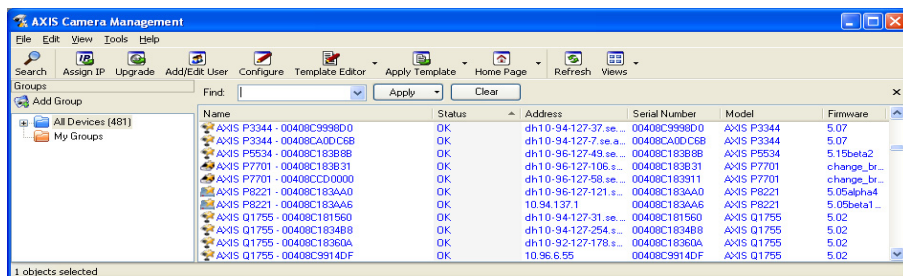 AXIS Camera Management
File Edit View Tools Help
Search Assign IP Upgrade Add/Edit User Configure Template Editor Apply Template Home Page Refresh Views
Groups
Add Group
All Devices (481)
My Groups
Find: Apply Clear
Name Status Address Serial Number Model Firmware
AXIS P3344 - 00408C9998D0 OK dh10-94-127-37.se.... 00408C9998D0 AXIS P3344 5.07
AXIS P3344 - 00408CA0DC6B OK dh10-94-127-7.se.a... 00408CA0DC6B AXIS P3344 5.07
AXIS P5534 - 00408C183B8B OK dh10-96-127-49.se.... 00408C183B8B AXIS P5534 5.15beta2
AXIS P7701 - 00408C183B31 OK dh10-96-127-106.s... 00408C183B31 AXIS P7701 change_br...
AXIS P7701 - 00408CCD0000 OK dh10-96-127-58.se.... 00408C183911 AXIS P7701 change_br...
AXIS P8221 - 00408C183AA0 OK dh10-96-127-121.s... 00408C183AA0 AXIS P8221 5.05alpha4
AXIS P8221 - 00408C183AA6 OK 10.94.137.1 00408C183AA6 AXIS P8221 5.05beta1...
AXIS Q1755 - 00408C181560 OK dh10-94-127-31.se.... 00408C181560 AXIS Q1755 5.02
AXIS Q1755 - 00408C1834B8 OK dh10-94-127-254.s... 00408C1834B8 AXIS Q1755 5.02
AXIS Q1755 - 00408C18360A OK dh10-92-127-178.s... 00408C18360A AXIS Q1755 5.02
AXIS Q1755 - 00408C9914DF OK 10.96.6.55 00408C9914DF AXIS Q1755 5.02
1 objects selected